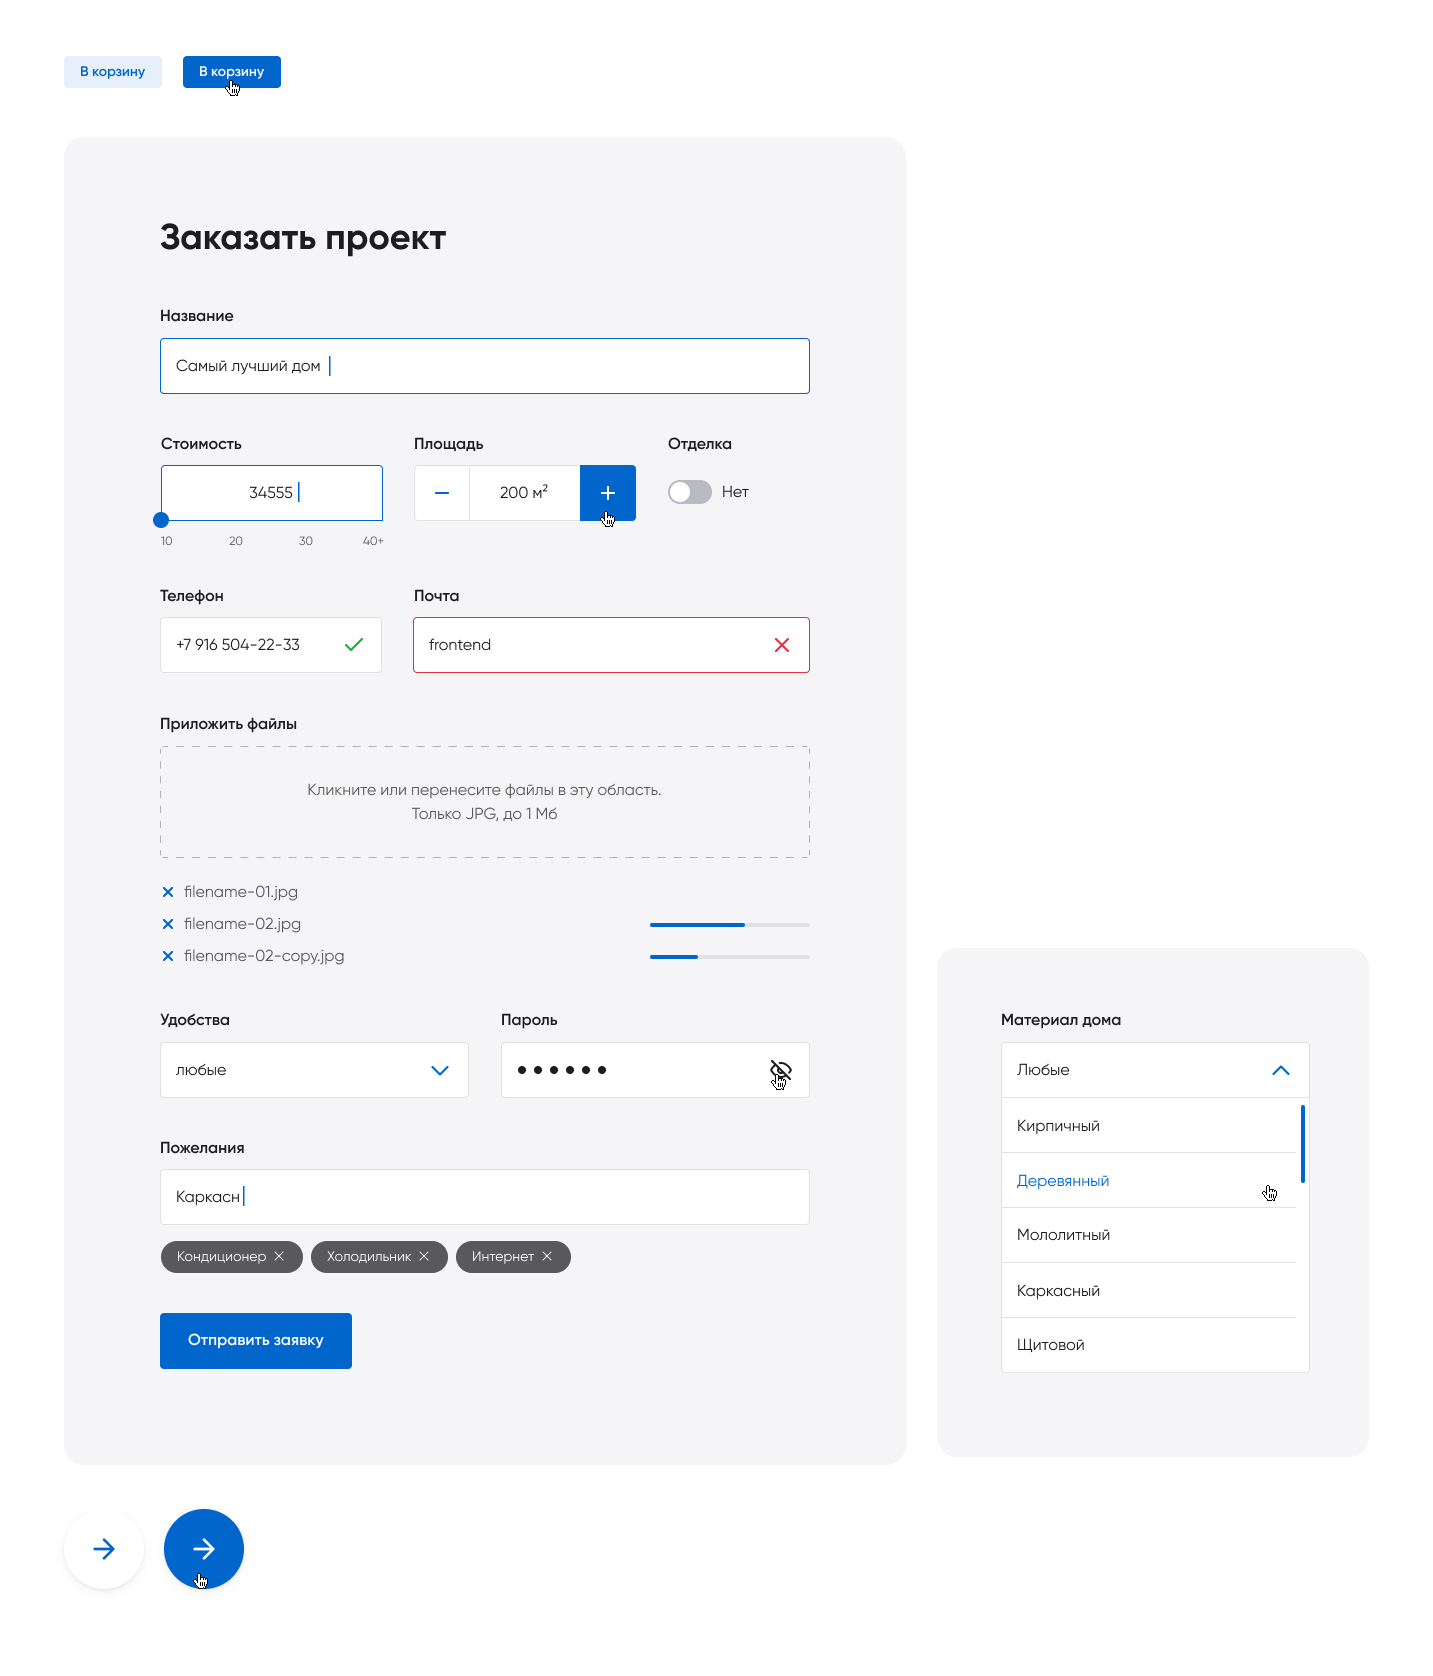 В корзину
В корзину
Заказать проект
Название
Самый лучший дом
Стоимость
Площадь
Отделка
34555
200 м²
Нет
10 20 30 40+
Телефон
Почта
+7 916 504-22-33
frontend
Приложить файлы
Кликните или перенесите файлы в эту область.
Только JPG, до 1 Мб
filename-01.jpg
filename-02.jpg
filename-02-copy.jpg
Удобства
Пароль
любые
Пожелания
Каркасн
Кондиционер
Холодильник
Интернет
Отправить заявку
Материал дома
Любые
Кирпичный
Деревянный
Мололитный
Каркасный
Щитовой